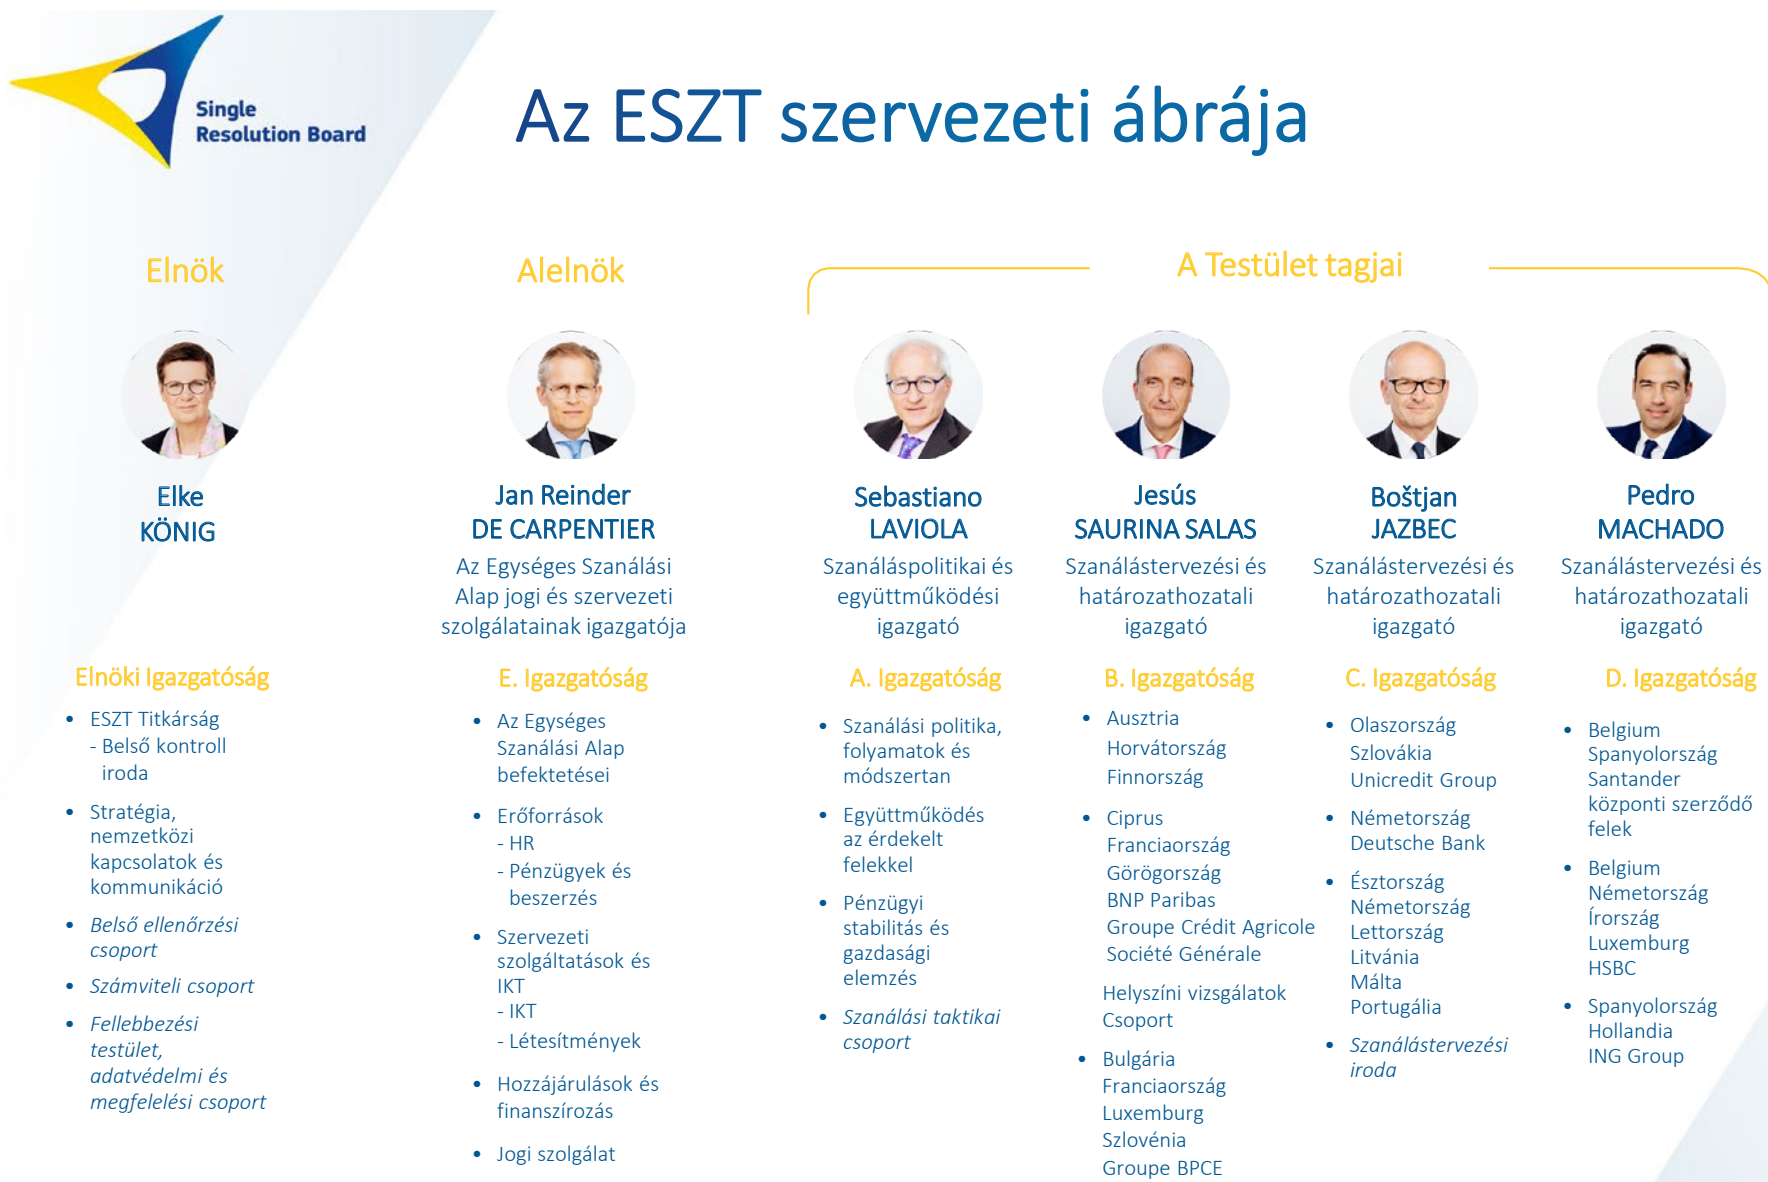 Single
Resolution Board
Az ESZT szervezeti ábrája
Elnök
Elke
KÖNIG
Elnöki Igazgatóság
• ESZT Titkárság
- Belső kontroll
iroda
• Stratégia,
nemzetközi
kapcsolatok és
kommunikáció
• Belső ellenőrzési
csoport
• Számviteli csoport
• Fellebbezési
testület,
adatvédelmi és
megfelelési csoport
Alelnök
Jan Reinder
DE CARPENTIER
Az Egységes Szanálási
Alap jogi és szervezeti
szolgálatainak igazgatója
E. Igazgatóság
• Az Egységes
Szanálási Alap
befektetései
• Erőforrások
- HR
- Pénzügyek és
beszerzés
• Szervezeti
szolgáltatások és
IKT
- IKT
- Létesítmények
• Hozzájárulások és
finanszírozás
• Jogi szolgálat
A Testület tagjai
Sebastiano
LAVIOLA
Szanáláspolitikai és
együttműködési
igazgató
A. Igazgatóság
• Szanálási politika,
folyamatok és
módszertan
• Együttműködés
az érdekelt
felekkel
• Pénzügyi
stabilitás és
gazdasági
elemzés
• Szanálási taktikai
csoport
Jesús
SAURINA SALAS
Szanálástervezési és
határozathozatali
igazgató
B. Igazgatóság
• Ausztria
Horvátország
Finnország
• Ciprus
Franciaország
Görögország
BNP Paribas
Groupe Crédit Agricole
Société Générale
Helyszíni vizsgálatok
Csoport
• Bulgária
Franciaország
Luxemburg
Szlovénia
Groupe BPCE
Boštjan
JAZBEC
Szanálástervezési és
határozathozatali
igazgató
C. Igazgatóság
• Olaszország
Szlovákia
Unicredit Group
• Németország
Deutsche Bank
• Észtország
Németország
Lettország
Litvánia
Málta
Portugália
• Szanálástervezési
iroda
Pedro
MACHADO
Szanálástervezési és
határozathozatali
igazgató
D. Igazgatóság
• Belgium
Spanyolország
Santander
központi szerződő
felek
• Belgium
Németország
Írország
Luxemburg
HSBC
• Spanyolország
Hollandia
ING Group